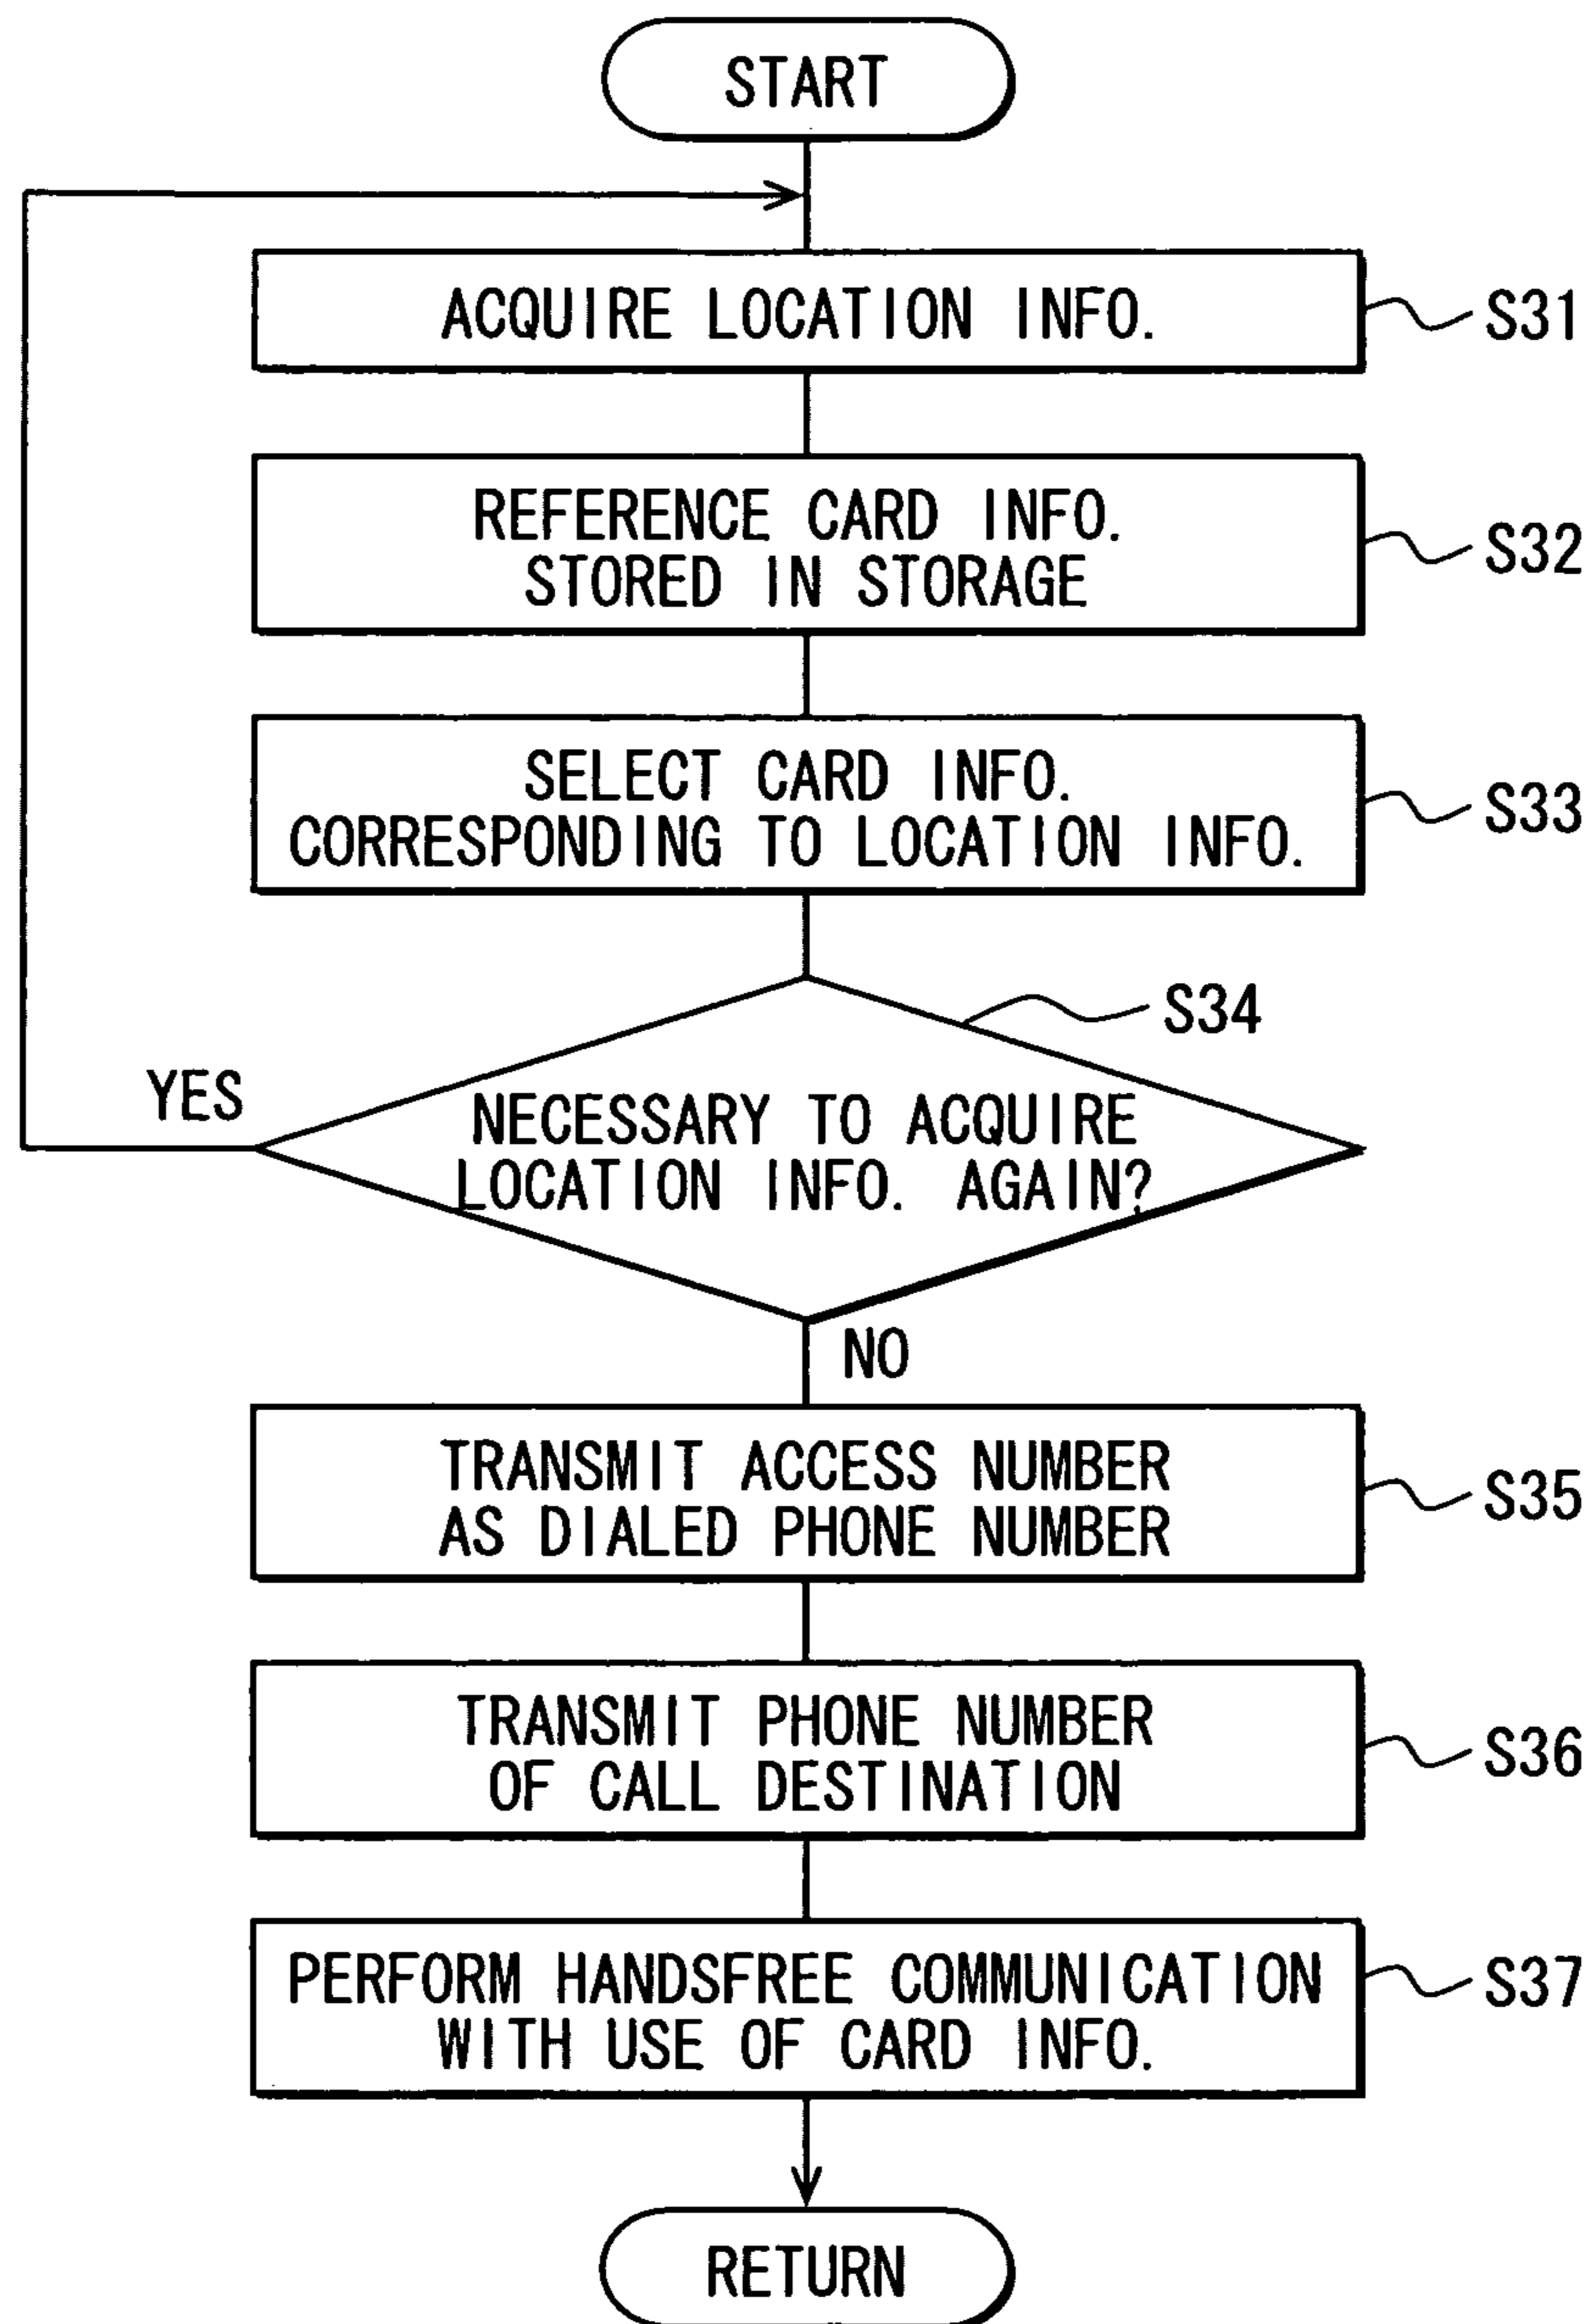 START
ACQUIRE LOCATION INFO.
S31
REFERENCE CARD INFO.
STORED IN STORAGE
S32
SELECT CARD INFO.
CORRESPONDING TO LOCATION INFO.
S33
S34
YES
NECESSARY TO ACQUIRE
LOCATION INFO. AGAIN?
NO
TRANSMIT ACCESS NUMBER
AS DIALED PHONE NUMBER
S35
TRANSMIT PHONE NUMBER
OF CALL DESTINATION
S36
PERFORM HANDSFREE COMMUNICATION
WITH USE OF CARD INFO.
S37
RETURN